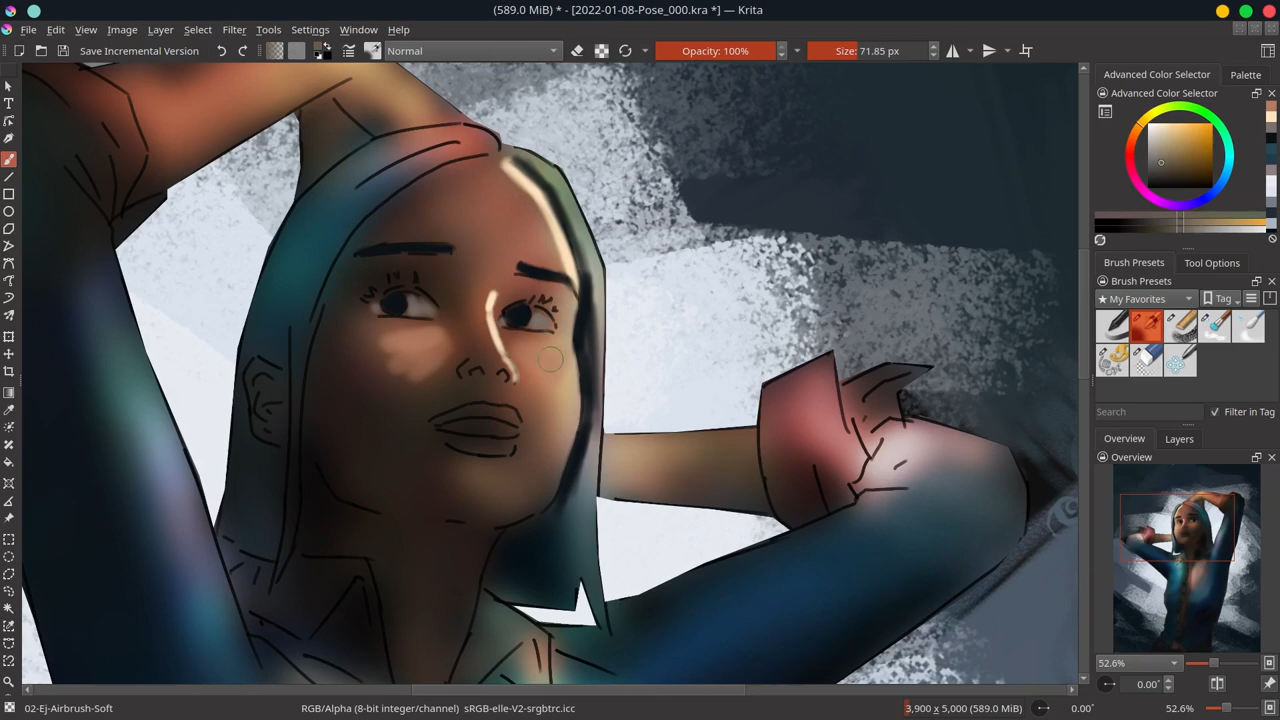 (589.0 MiB) * - [2022-01-08-Pose_000.kra *] — Krita
File Edit View Image Layer Select Filter Tools Settings Window Help
Save Incremental Version Normal Opacity: 100% Size: 71.85 px
Advanced Color Selector Palette
Advanced Color Selector
Brush Presets Tool Options
Brush Presets
★ My Favorites Tag
Search Filter in Tag
Overview Layers
Overview
52.6%
0.00°
02-Ej-Airbrush-Soft RGB/Alpha (8-bit integer/channel) sRGB-elle-V2-srgbtrc.icc 3,900 x 5,000 (589.0 MiB) 0.00° 52.6%